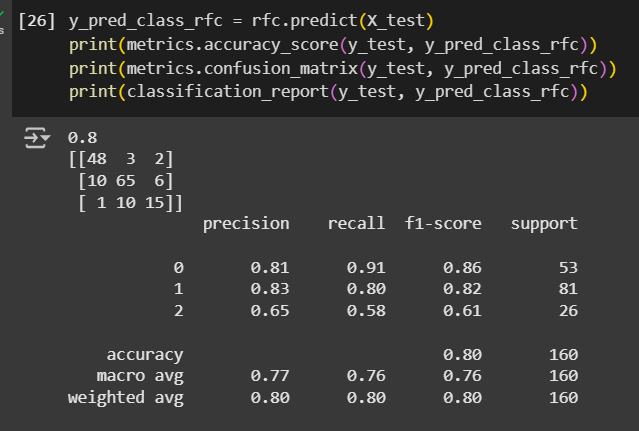 [26] y_pred_class_rfc = rfc.predict(X_test)
print(metrics.accuracy_score(y_test, y_pred_class_rfc))
print(metrics.confusion_matrix(y_test, y_pred_class_rfc))
print(classification_report(y_test, y_pred_class_rfc))
s
0.8
[[48  3  2]
 [10 65  6]
 [ 1 10 15]]
              precision    recall  f1-score   support
           0       0.81      0.91      0.86        53
           1       0.83      0.80      0.82        81
           2       0.65      0.58      0.61        26
    accuracy                           0.80       160
   macro avg       0.77      0.76      0.76       160
weighted avg       0.80      0.80      0.80       160